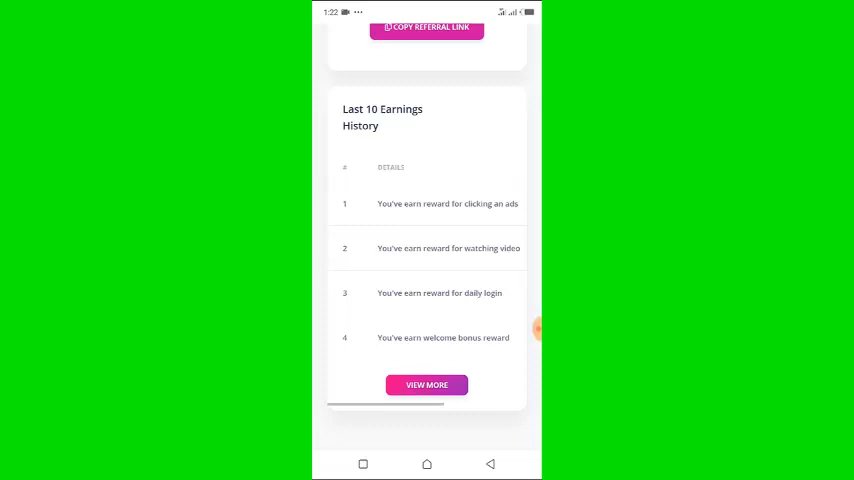 1:22
COPY REFERRAL LINK
Last 10 Earnings
History
# DETAILS
1 You've earn reward for clicking an ads
2 You've earn reward for watching video
3 You've earn reward for daily login
4 You've earn welcome bonus reward
VIEW MORE